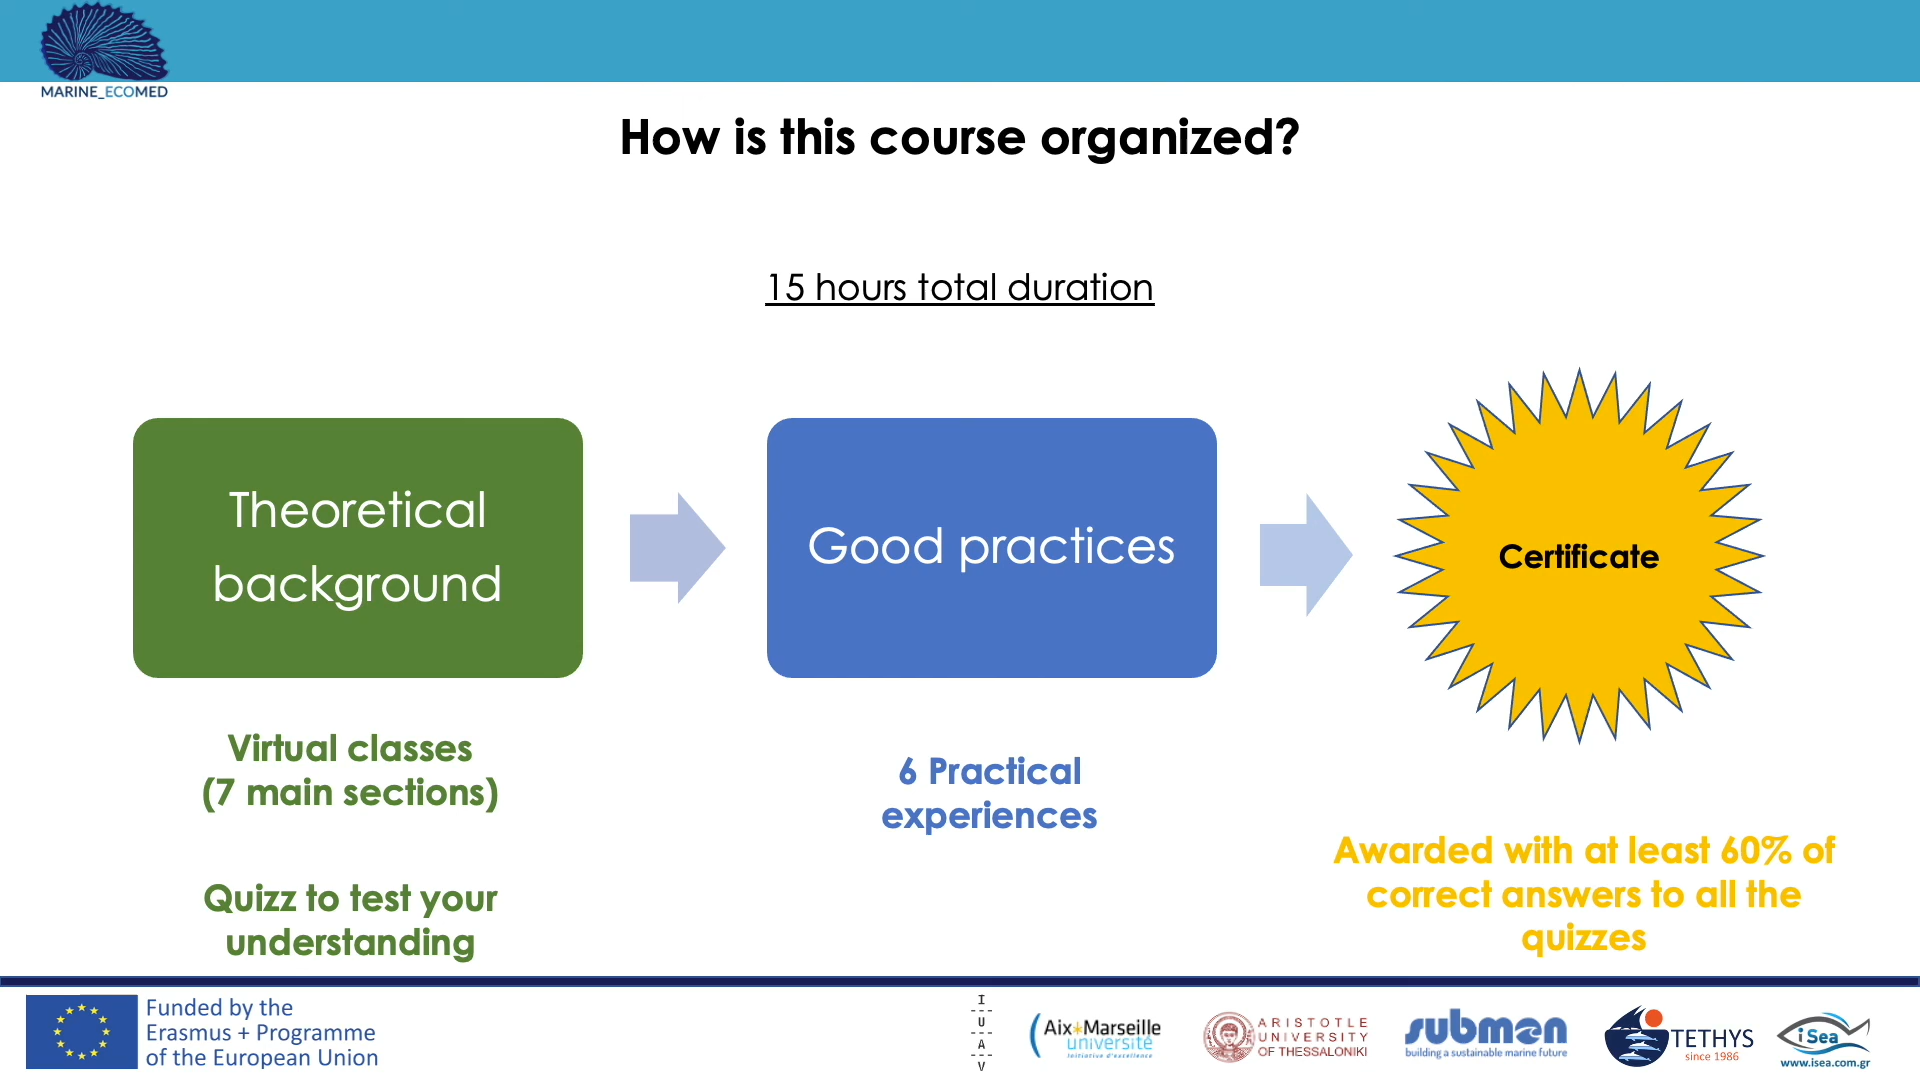 MARINE_ECOMED
How is this course organized?
15 hours total duration
Theoretical
background
Good practices
Certificate
Virtual classes
(7 main sections)
Quizz to test your
understanding
6 Practical
experiences
Awarded with at least 60% of
correct answers to all the
quizzes
Funded by the
Erasmus + Programme
of the European Union
I
---
U
---
A
---
V
Aix*Marseille
université
Initiative d'excellence
ARISTOTLE
UNIVERSITY
OF THESSALONIKI
submon
building a sustainable marine future
TETHYS
since 1986
iSea
www.isea.com.gr